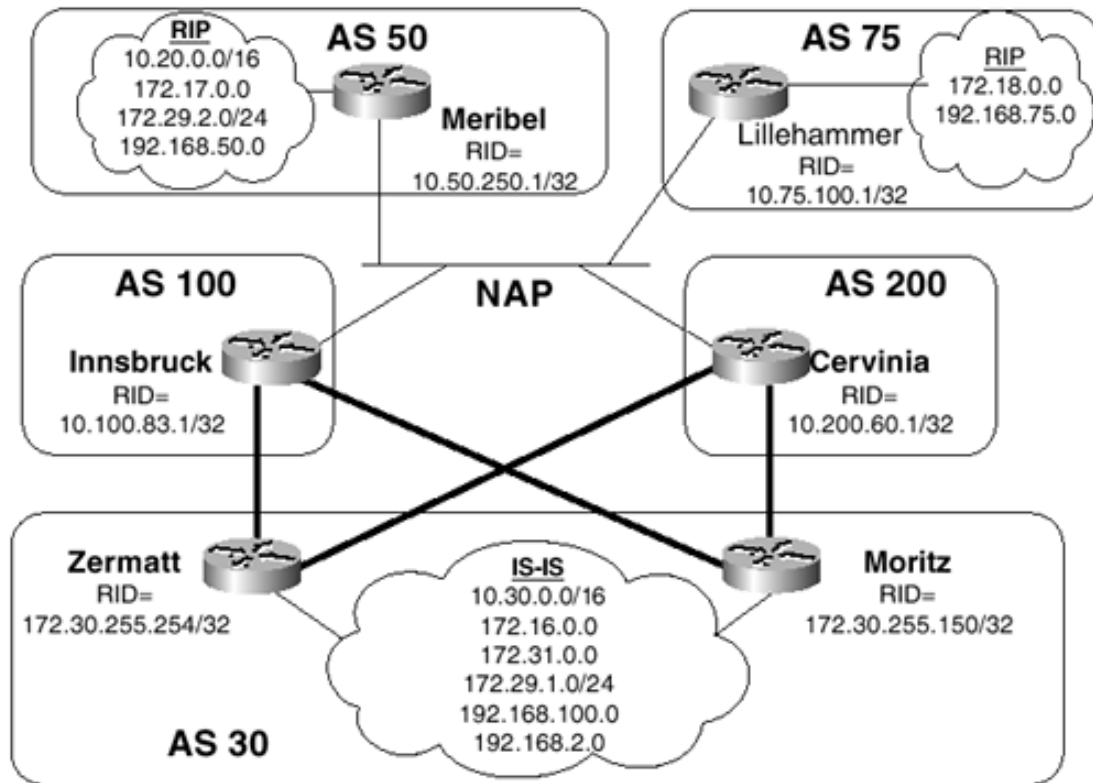 RIP
10.20.0.0/16
172.17.0.0
172.29.2.0/24
192.168.50.0
AS 50
Meribel
RID=
10.50.250.1/32
AS 75
Lillehammer
RID=
10.75.100.1/32
RIP
172.18.0.0
192.168.75.0
AS 100
Innsbruck
RID=
10.100.83.1/32
NAP
AS 200
Cervinia
RID=
10.200.60.1/32
Zermatt
RID=
172.30.255.254/32
IS-IS
10.30.0.0/16
172.16.0.0
172.31.0.0
172.29.1.0/24
192.168.100.0
192.168.2.0
Moritz
RID=
172.30.255.150/32
AS 30